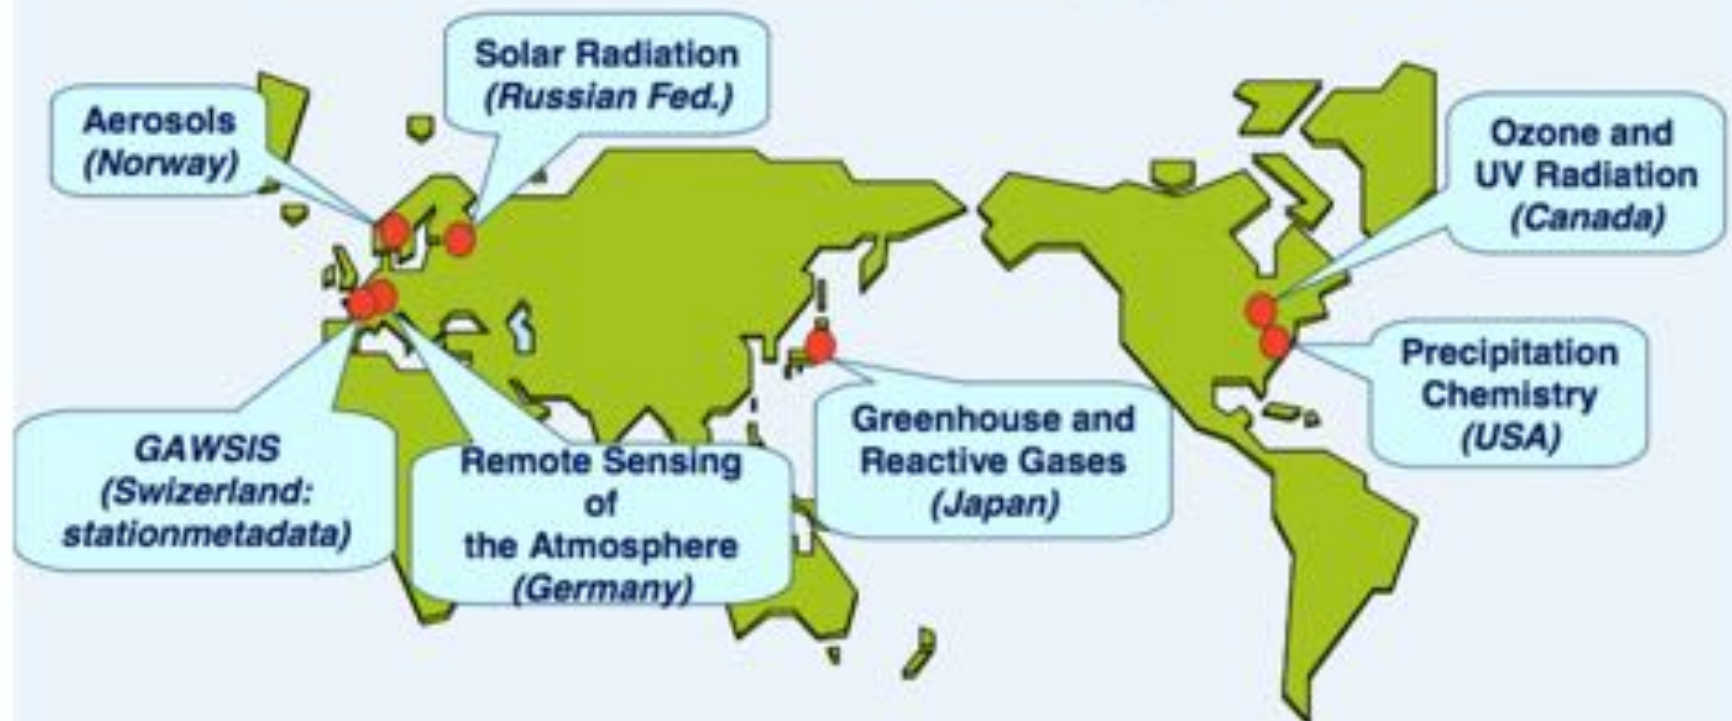 Solar Radiation
(Russian Fed.)
Aerosols
(Norway)
Ozone and
UV Radiation
(Canada)
Precipitation
Chemistry
(USA)
Greenhouse and
Reactive Gases
(Japan)
GAWSIS
(Swizerland:
stationmetadata)
Remote Sensing
of
the Atmosphere
(Germany)